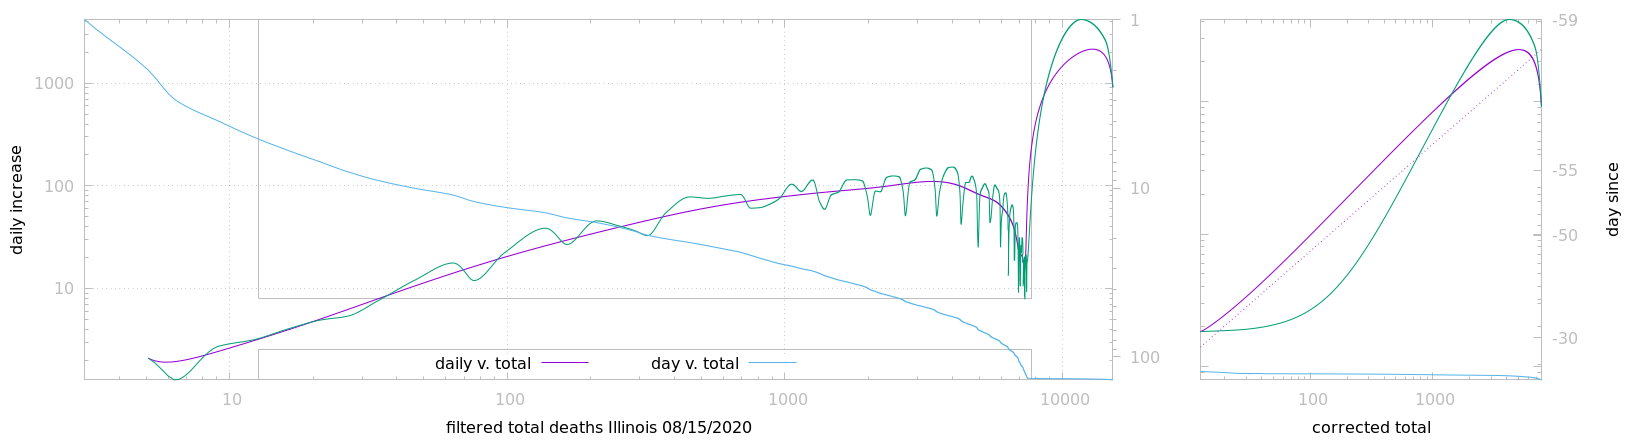 1
-59
1000
-55
100
10
daily increase
day since
-50
10
-30
daily v. total
day v. total
100
10
100
1000
10000
100
1000
filtered total deaths Illinois 08/15/2020
corrected total